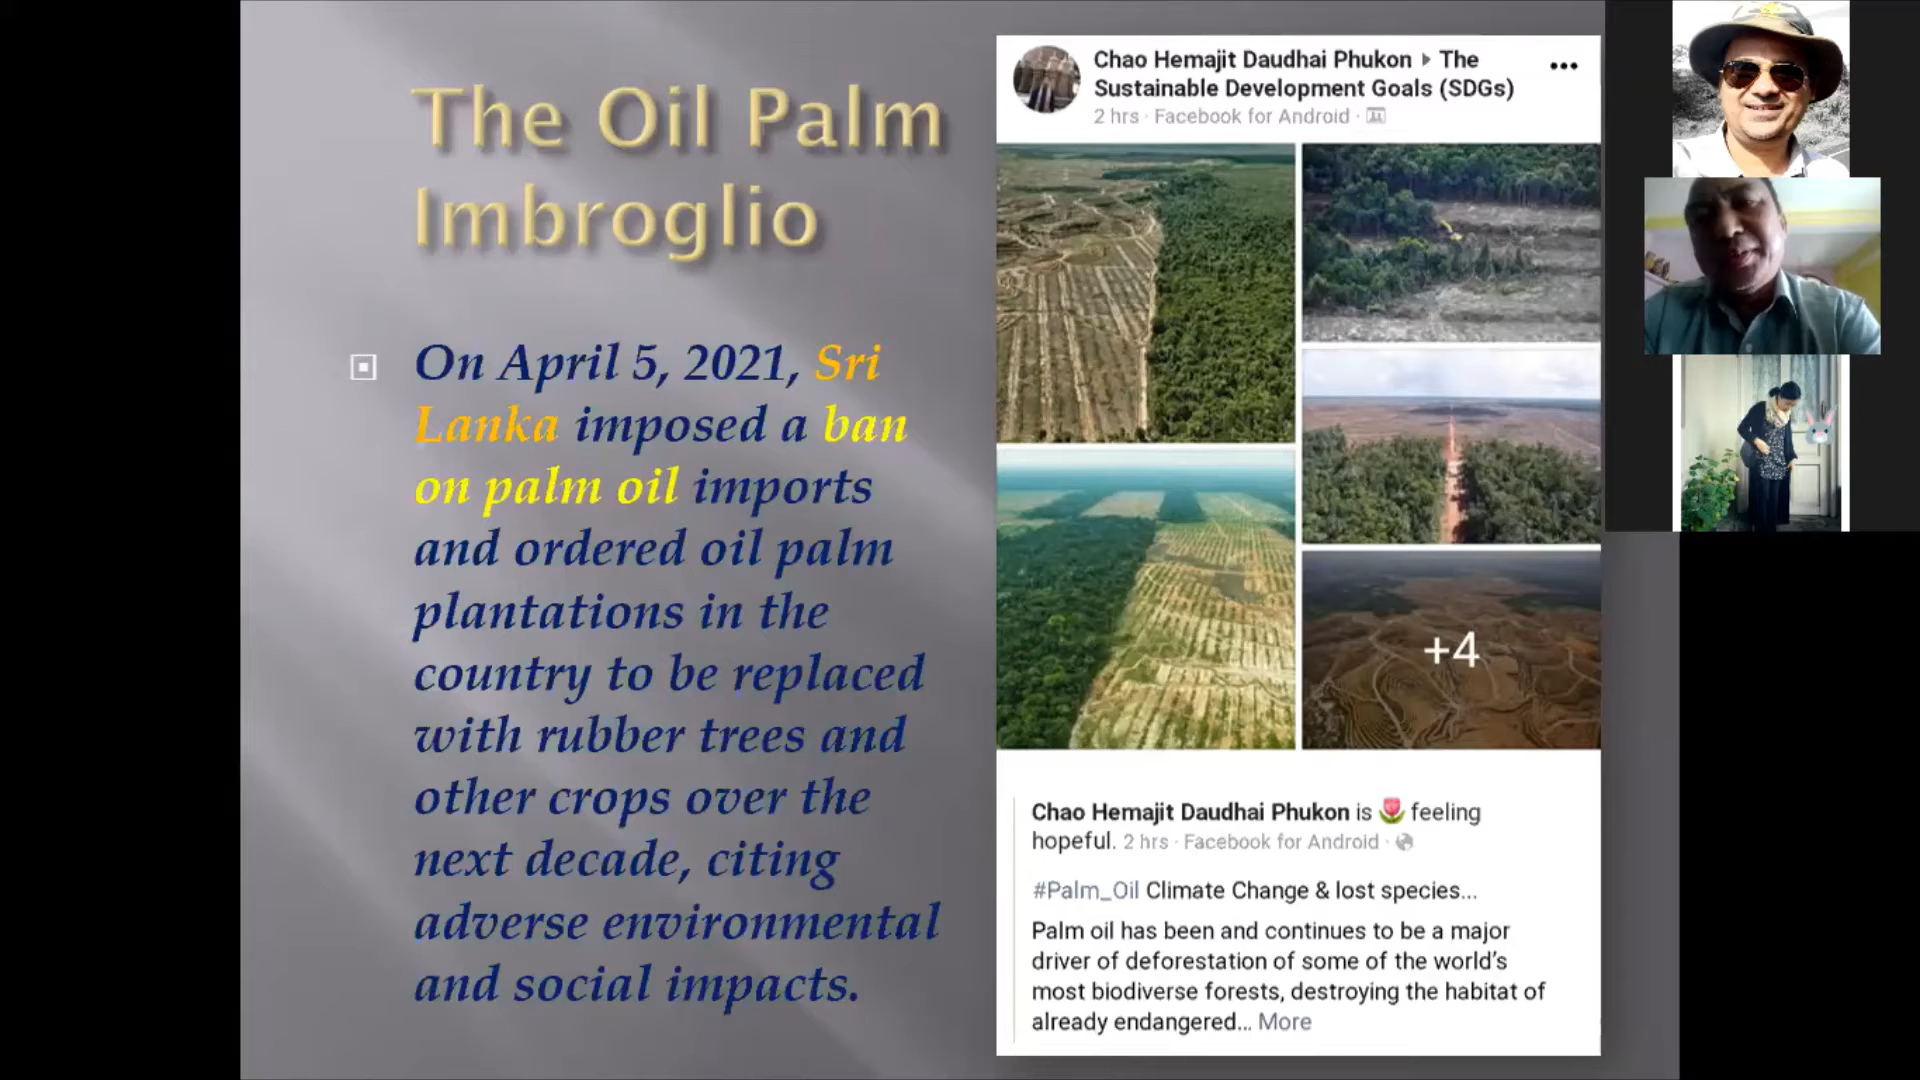 The Oil Palm
Imbroglio
On April 5, 2021, Sri
Lanka imposed a ban
on palm oil imports
and ordered oil palm
plantations in the
country to be replaced
with rubber trees and
other crops over the
next decade, citing
adverse environmental
and social impacts.
Chao Hemajit Daudhai Phukon ▸ The
Sustainable Development Goals (SDGs)
2 hrs · Facebook for Android ·
+4
Chao Hemajit Daudhai Phukon is 🌷 feeling
hopeful. 2 hrs · Facebook for Android ·
#Palm_Oil Climate Change & lost species...
Palm oil has been and continues to be a major
driver of deforestation of some of the world’s
most biodiverse forests, destroying the habitat of
already endangered... More